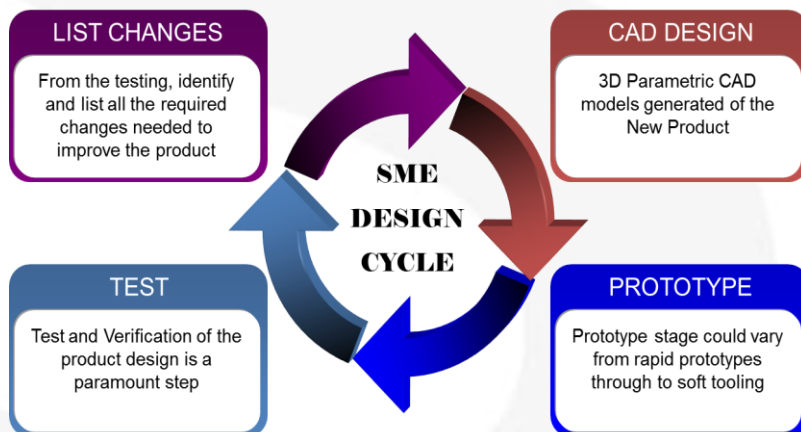 LIST CHANGES
From the testing, identify
and list all the required
changes needed to
improve the product
CAD DESIGN
3D Parametric CAD
models generated of the
New Product
SME
DESIGN
CYCLE
TEST
Test and Verification of the
product design is a
paramount step
PROTOTYPE
Prototype stage could vary
from rapid prototypes
through to soft tooling